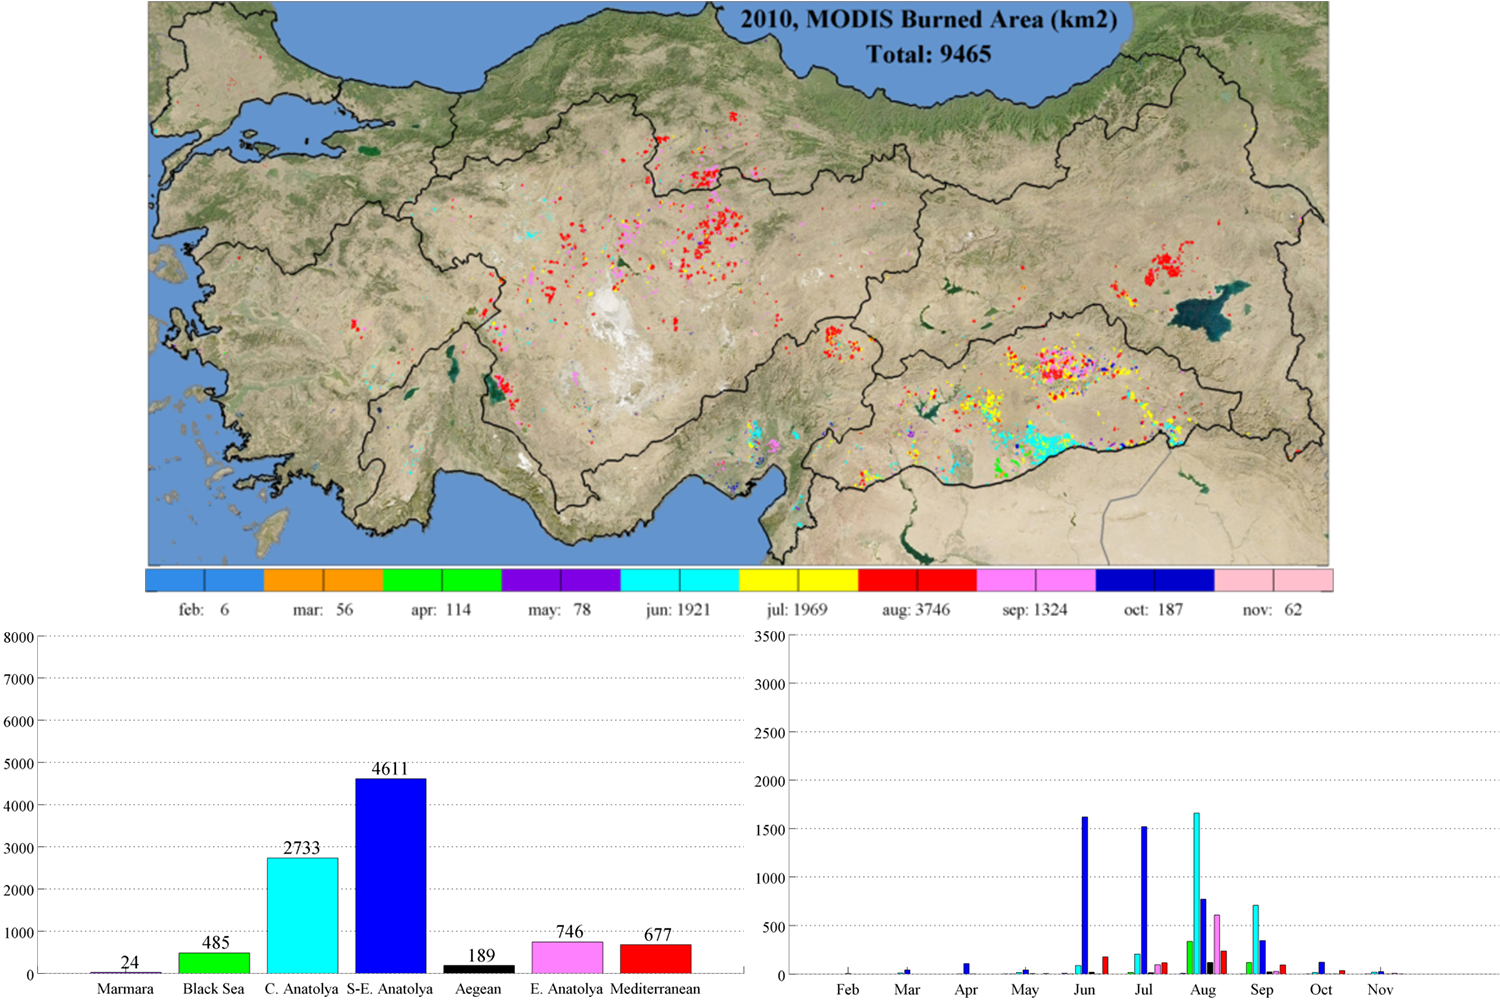 2010, MODIS Burned Area (km2)
Total: 9465
feb: 6 mar: 56 apr: 114 may: 78 jun: 1921 jul: 1969 aug: 3746 sep: 1324 oct: 187 nov: 62
8000
7000
6000
5000
4000
3000
2000
1000
0
24 485 2733 4611 189 746 677
Marmara Black Sea C. Anatolya S-E. Anatolya Aegean E. Anatolya Mediterranean
3500
3000
2500
2000
1500
1000
500
0
Feb Mar Apr May Jun Jul Aug Sep Oct Nov